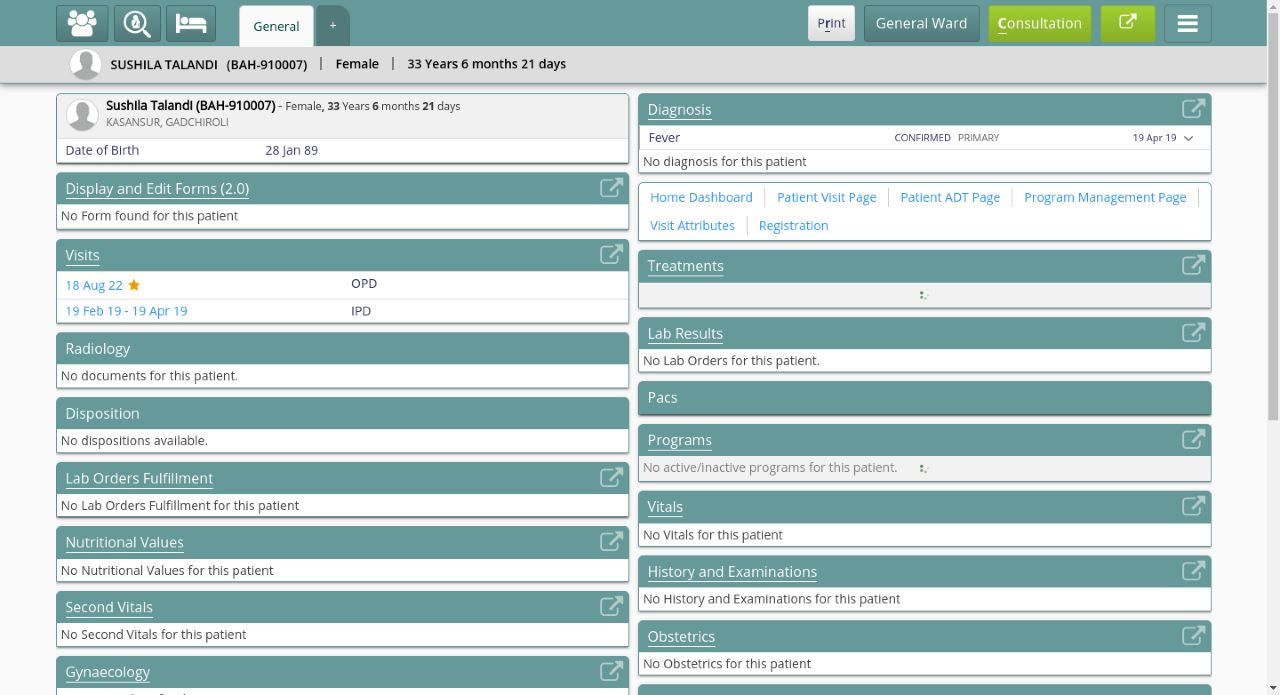 General
+
Print
General Ward
Consultation
SUSHILA TALANDI (BAH-910007) | Female | 33 Years 6 months 21 days
Sushila Talandi (BAH-910007) - Female, 33 Years 6 months 21 days
KASANSUR, GADCHIROLI
Date of Birth 28 Jan 89
Display and Edit Forms (2.0)
No Form found for this patient
Visits
18 Aug 22 OPD
19 Feb 19 - 19 Apr 19 IPD
Radiology
No documents for this patient.
Disposition
No dispositions available.
Lab Orders Fulfillment
No Lab Orders Fulfillment for this patient
Nutritional Values
No Nutritional Values for this patient
Second Vitals
No Second Vitals for this patient
Gynaecology
Diagnosis
Fever CONFIRMED PRIMARY 19 Apr 19
No diagnosis for this patient
Home Dashboard Patient Visit Page Patient ADT Page Program Management Page
Visit Attributes Registration
Treatments
Lab Results
No Lab Orders for this patient.
Pacs
Programs
No active/inactive programs for this patient.
Vitals
No Vitals for this patient
History and Examinations
No History and Examinations for this patient
Obstetrics
No Obstetrics for this patient